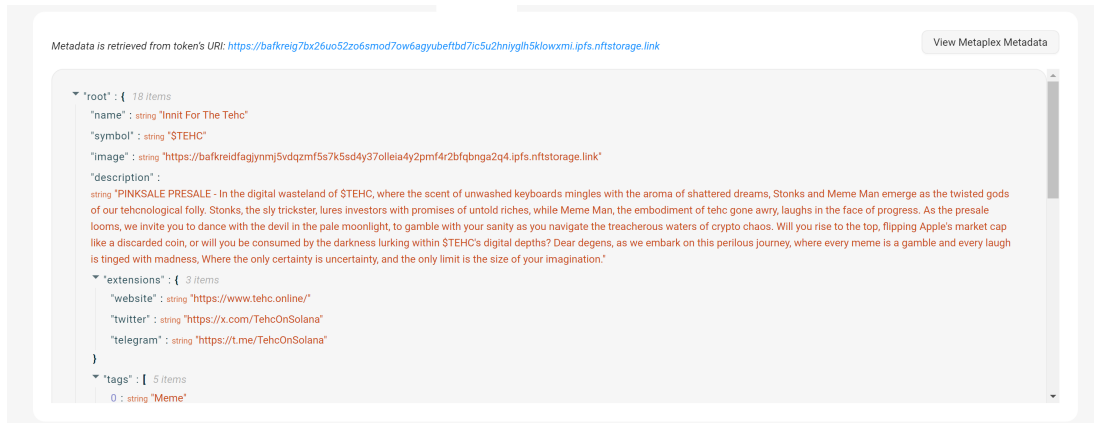 Metadata is retrieved from token's URI: https://bafkreig7bx26uo52zo6smod7ow6agyubeftbd7ic5u2hniyglh5klowxmi.ipfs.nftstorage.link
View Metaplex Metadata
"root" : { 18 items
"name" : string "Innit For The Tehc"
"symbol" : string "$TEHC"
"image" : string "https://bafkreidfagjynmj5vdqzmf5s7k5sd4y37olleia4y2pmf4r2bfqbnga2q4.ipfs.nftstorage.link"
"description" :
string "PINKSALE PRESALE - In the digital wasteland of $TEHC, where the scent of unwashed keyboards mingles with the aroma of shattered dreams, Stonks and Meme Man emerge as the twisted gods
of our tehcnological folly. Stonks, the sly trickster, lures investors with promises of untold riches, while Meme Man, the embodiment of tehc gone awry, laughs in the face of progress. As the presale
looms, we invite you to dance with the devil in the pale moonlight, to gamble with your sanity as you navigate the treacherous waters of crypto chaos. Will you rise to the top, flipping Apple's market cap
like a discarded coin, or will you be consumed by the darkness lurking within $TEHC's digital depths? Dear degens, as we embark on this perilous journey, where every meme is a gamble and every laugh
is tinged with madness, Where the only certainty is uncertainty, and the only limit is the size of your imagination."
"extensions" : { 3 items
"website" : string "https://www.tehc.online/"
"twitter" : string "https://x.com/TehcOnSolana"
"telegram" : string "https://t.me/TehcOnSolana"
}
"tags" : [ 5 items
0 : string "Meme"